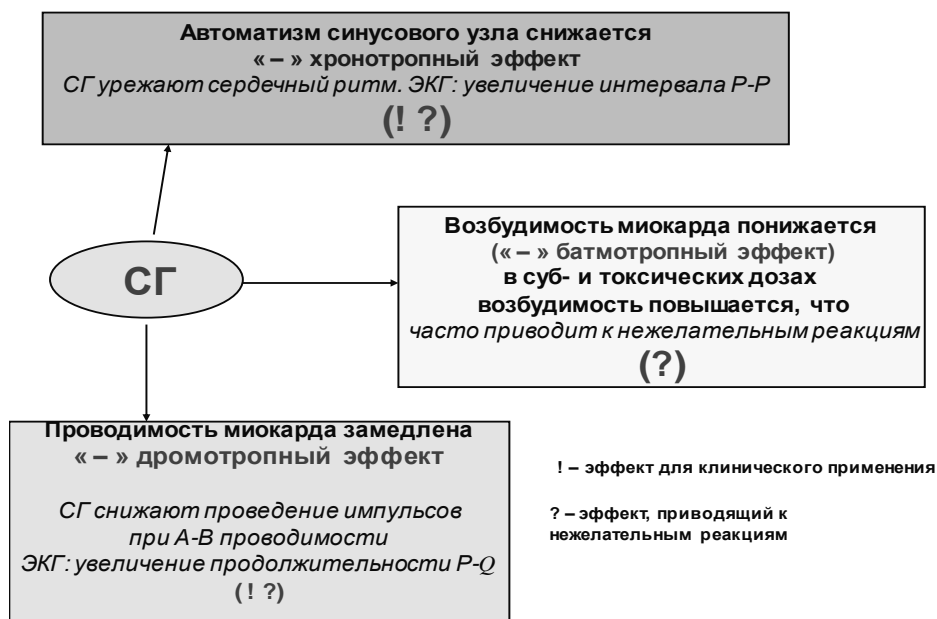 Автоматизм синусового узла снижается
« – » хронотропный эффект
СГ урежают сердечный ритм. ЭКГ: увеличение интервала Р-Р
(! ?)
Возбудимость миокарда понижается
(« – » батмотропный эффект)
в суб- и токсических дозах
возбудимость повышается, что
часто приводит к нежелательным реакциям
(?)
СГ
Проводимость миокарда замедлена
« – » дромотропный эффект
СГ снижают проведение импульсов
при А-В проводимости
ЭКГ: увеличение продолжительности Р-Q
( ! ?)
! – эффект для клинического применения
? – эффект, приводящий к
нежелательным реакциям